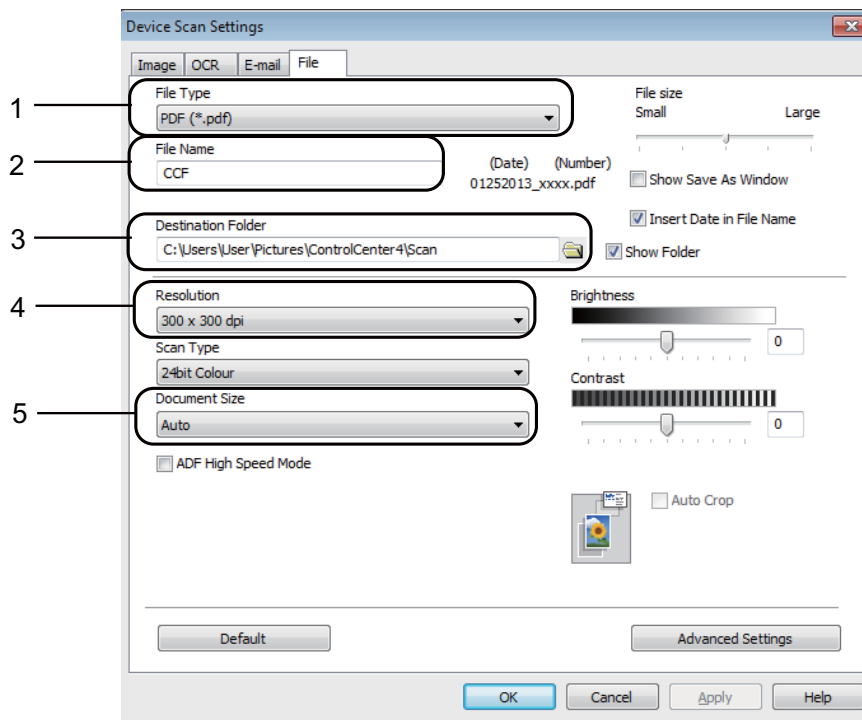 Device Scan Settings
Image OCR E-mail File
1
File Type
PDF (*.pdf)
File size
Small Large
2
File Name
CCF
(Date) (Number)
01252013_xxxx.pdf
Show Save As Window
Insert Date in File Name
3
Destination Folder
C:\Users\User\Pictures\ControlCenter4\Scan
Show Folder
4
Resolution
300 x 300 dpi
Scan Type
24bit Colour
5
Document Size
Auto
ADF High Speed Mode
Brightness
0
Contrast
0
Auto Crop
Default
Advanced Settings
OK Cancel Apply Help